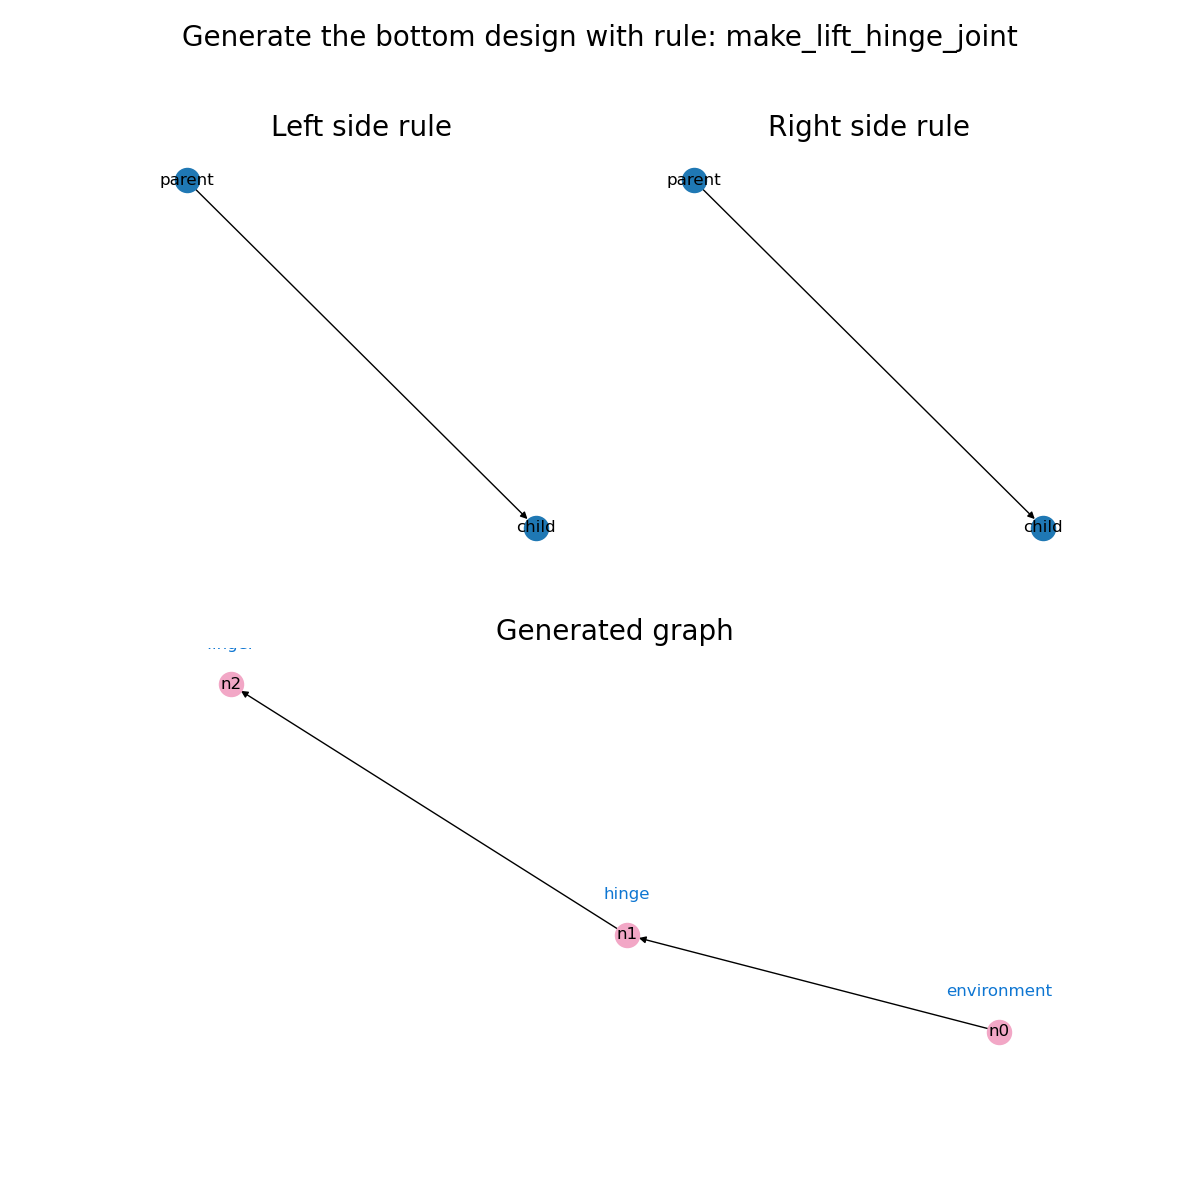 Generate the bottom design with rule: make_lift_hinge_joint
Left side rule
Right side rule
parent
parent
child
child
Generated graph
n2
hinge
n1
environment
n0